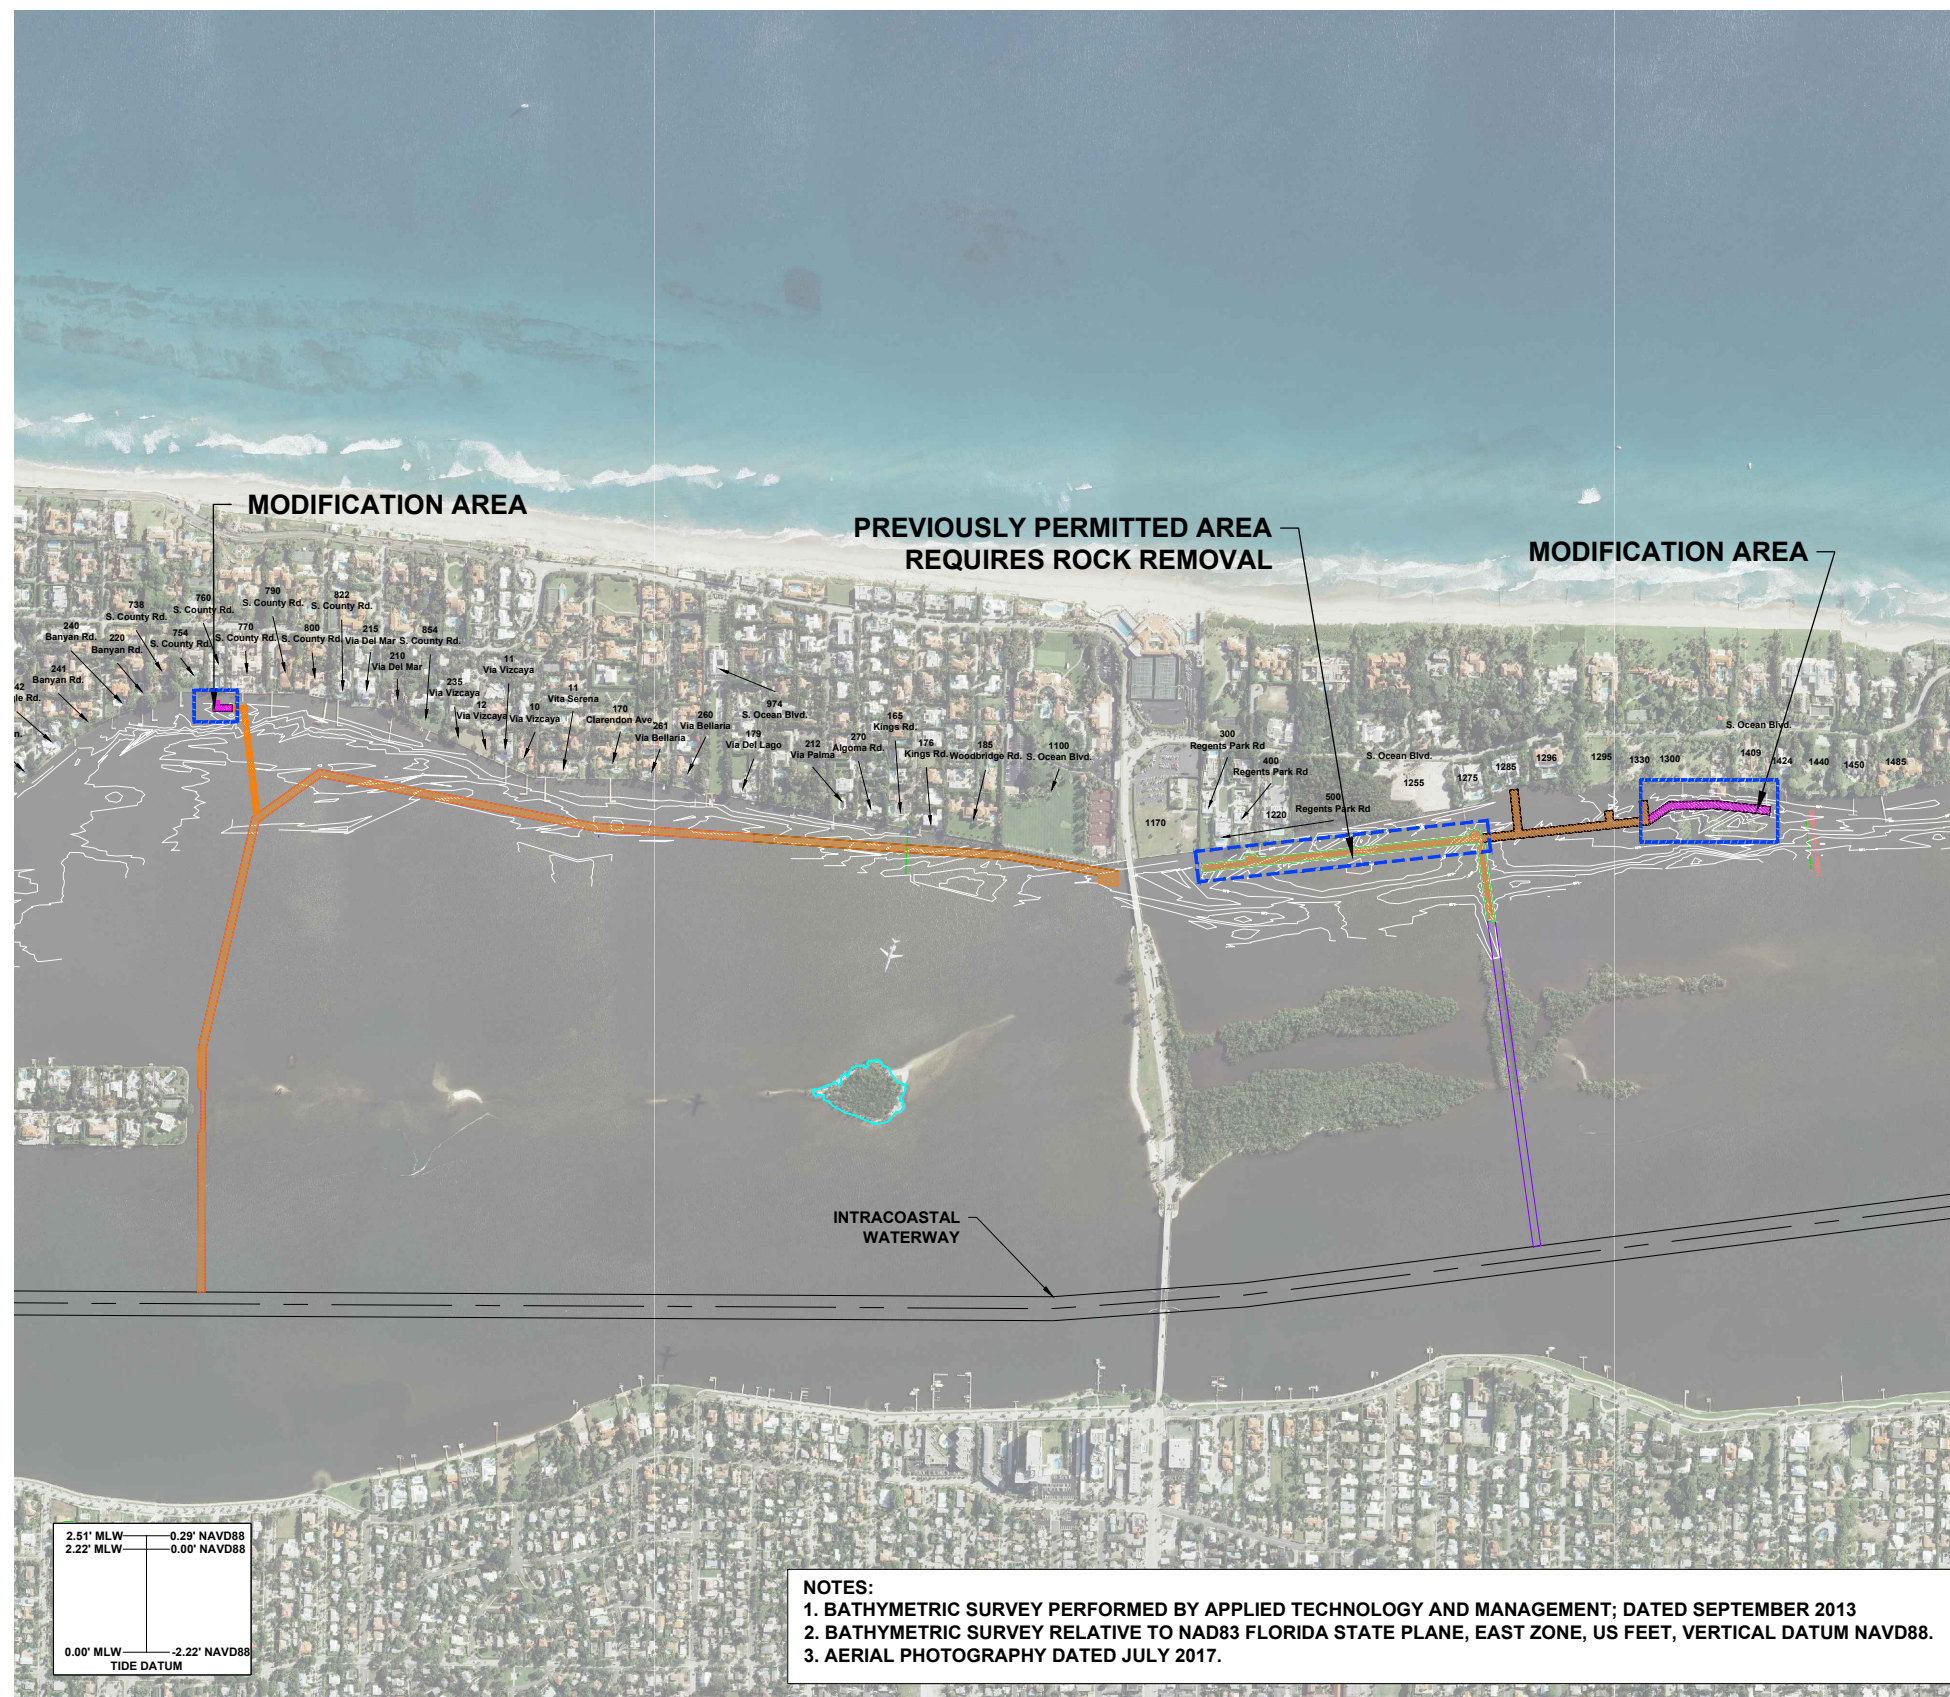 MODIFICATION AREA
PREVIOUSLY PERMITTED AREA
REQUIRES ROCK REMOVAL
MODIFICATION AREA
42
241
Banyan Rd.
240
Banyan Rd.
220
Banyan Rd.
738
S. County Rd.
754
S. County Rd.
760
S. County Rd.
770
S. County Rd.
790
S. County Rd.
800
S. County Rd.
822
S. County Rd.
215
Via Del Mar
210
Via Del Mar
854
S. County Rd.
235
Via Vizcaya
12
Via Vizcaya
11
Via Vizcaya
10
Via Vizcaya
11
Vita Serena
170
Clarendon Ave.
261
Via Bellaria
260
Via Bellaria
974
S. Ocean Blvd.
179
Via Del Lago
212
Via Palma
270
Algoma Rd.
165
Kings Rd.
176
Kings Rd.
185
Woodbridge Rd.
1100
S. Ocean Blvd.
1170
300
Regents Park Rd
400
Regents Park Rd
500
Regents Park Rd
1220
S. Ocean Blvd.
1255
1275
1285
1296
1295
1330
1300
S. Ocean Blvd.
1409
1424
1440
1450
1485
INTRACOASTAL
WATERWAY
2.51' MLW 0.29' NAVD88
2.22' MLW 0.00' NAVD88
0.00' MLW -2.22' NAVD88
TIDE DATUM
NOTES:
1. BATHYMETRIC SURVEY PERFORMED BY APPLIED TECHNOLOGY AND MANAGEMENT; DATED SEPTEMBER 2013
2. BATHYMETRIC SURVEY RELATIVE TO NAD83 FLORIDA STATE PLANE, EAST ZONE, US FEET, VERTICAL DATUM NAVD88.
3. AERIAL PHOTOGRAPHY DATED JULY 2017.